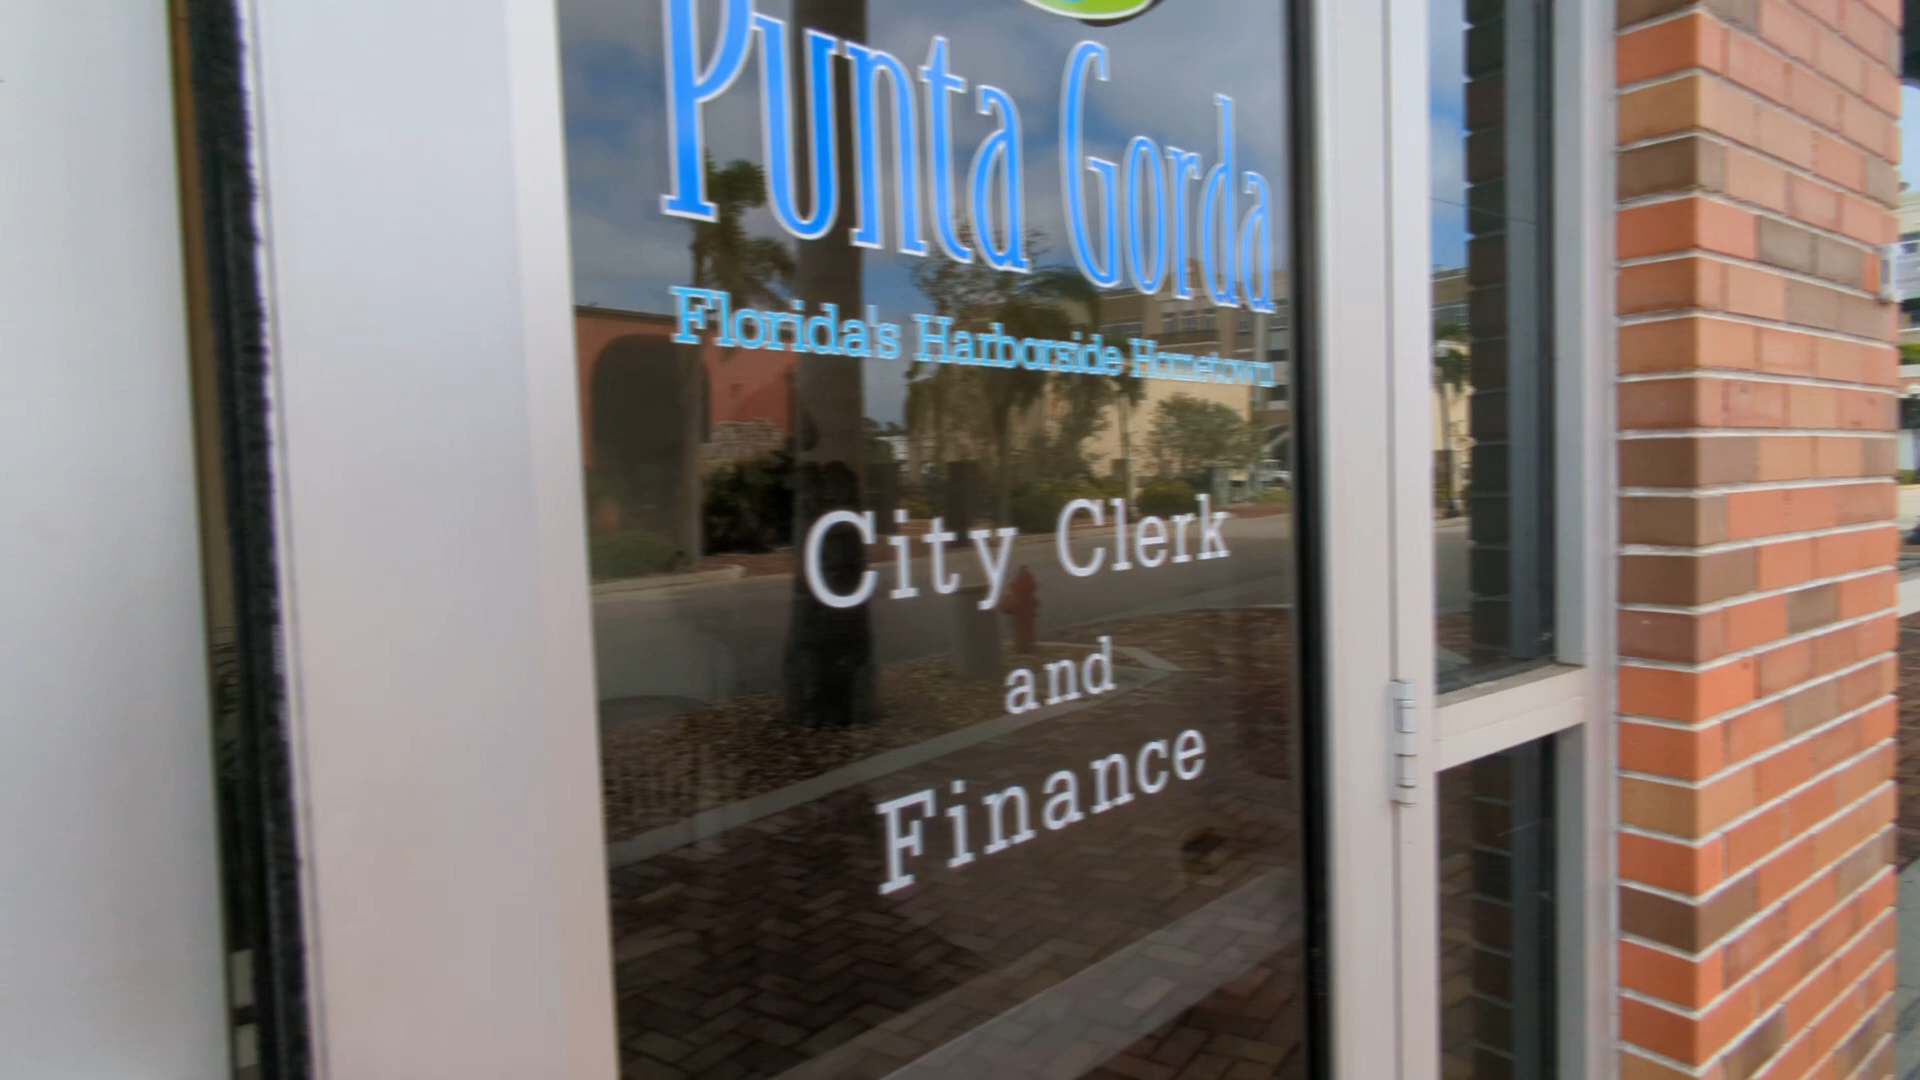 Punta Gorda
Florida's Harborside Hometown
City Clerk
and
Finance